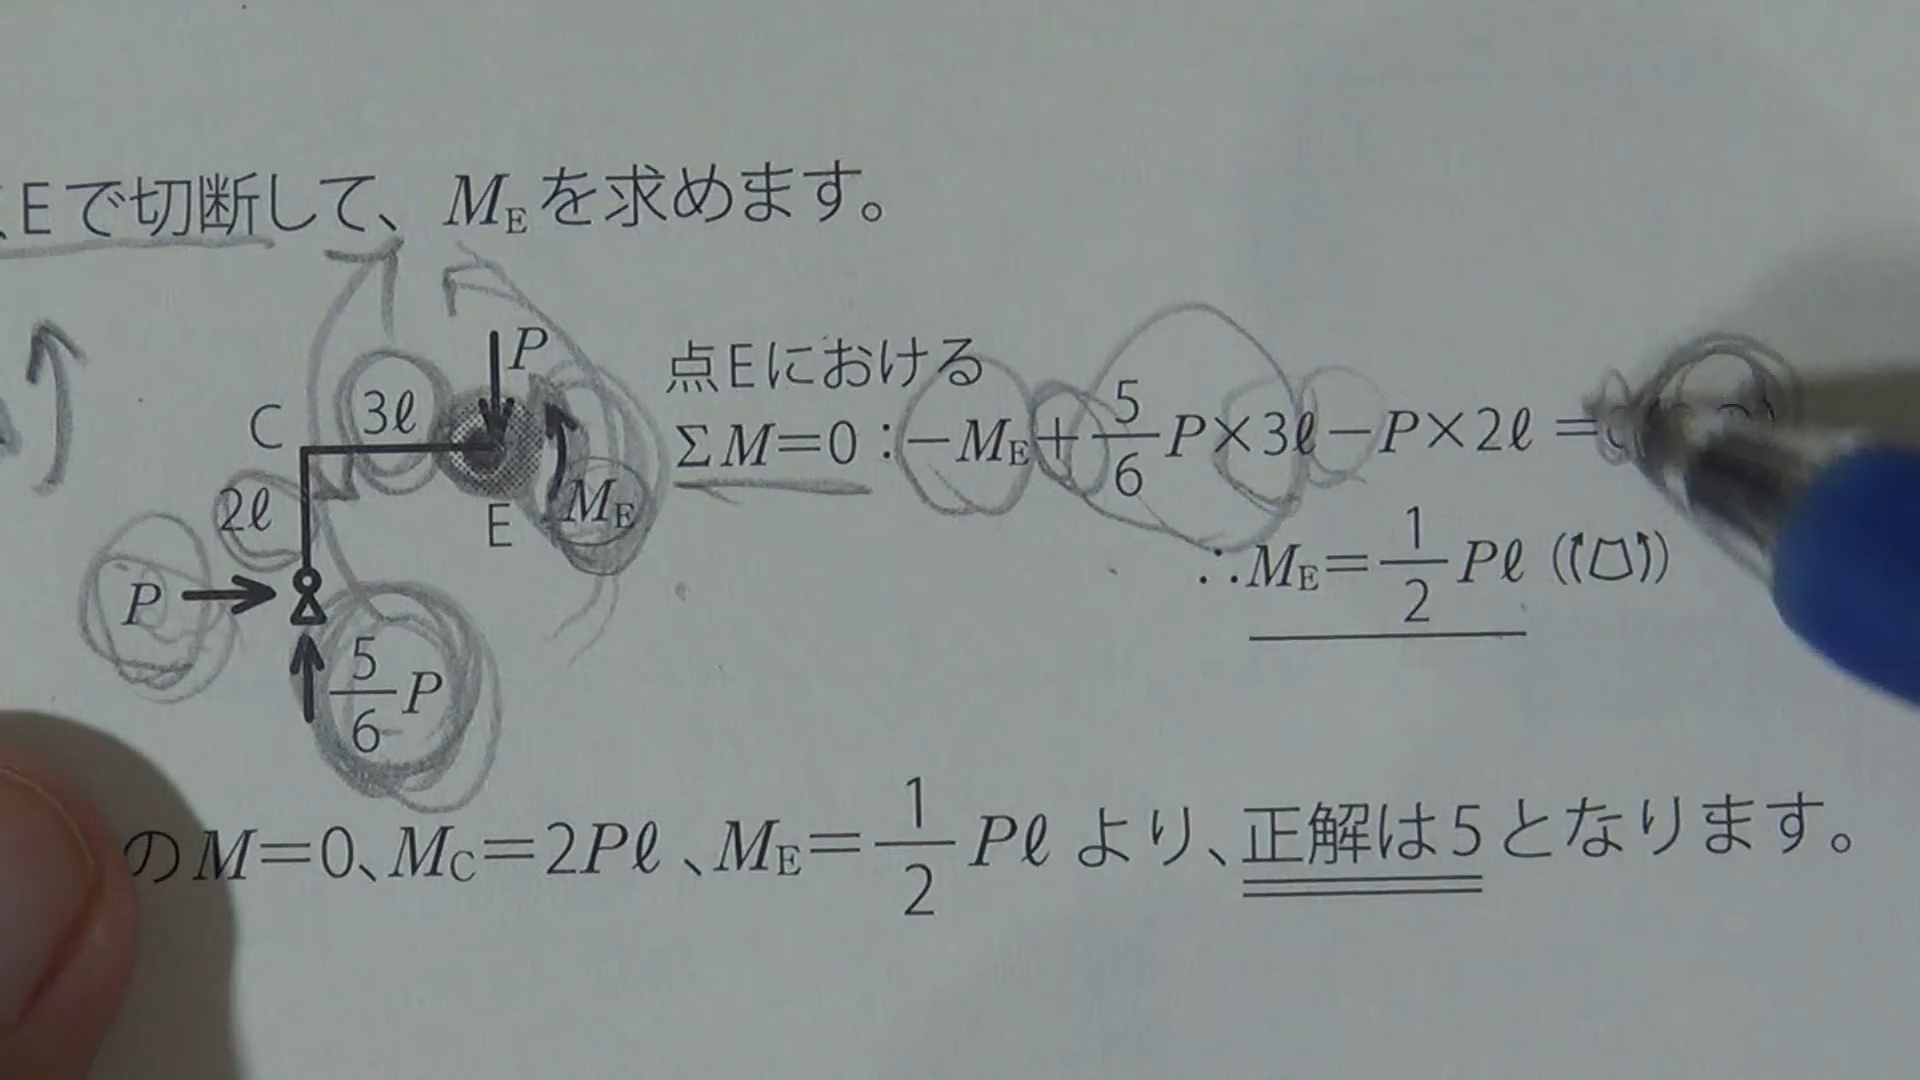 Eで切断して、M_Eを求めます。
P
3ℓ
C
点Eにおける
ΣM=0：−M_E+5/6P×3ℓ−P×2ℓ=
2ℓ
E
M_E
∴M_E=1/2Pℓ
P
5/6P
のM=0、M_C=2Pℓ、M_E=1/2Pℓより、正解は5となります。